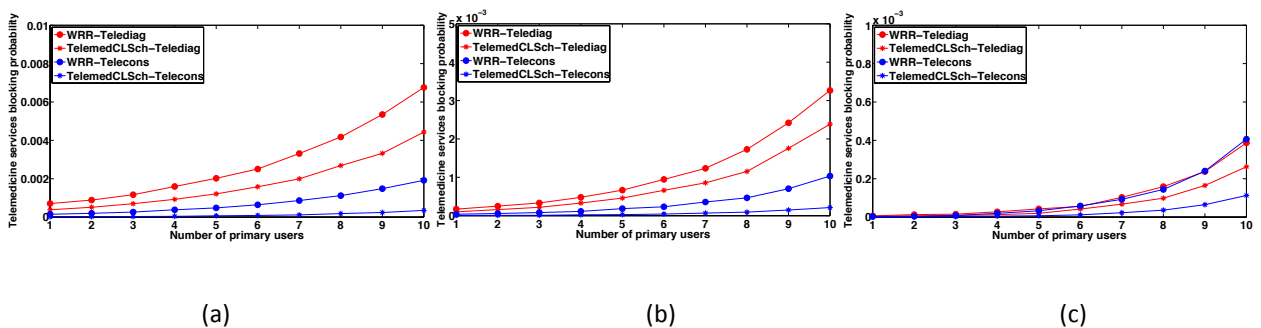 0.01
0.008
0.006
0.004
0.002
0
Telemedicine services blocking probability
WRR−Telediag
TelemedCLSch−Telediag
WRR−Telecons
TelemedCLSch−Telecons
1 2 3 4 5 6 7 8 9 10
Number of primary users
(a)
x 10⁻³
5
4
3
2
1
0
Telemedicine services blocking probability
WRR−Telediag
TelemedCLSch−Telediag
WRR−Telecons
TelemedCLSch−Telecons
1 2 3 4 5 6 7 8 9 10
Number of primary users
(b)
x 10⁻³
1
0.8
0.6
0.4
0.2
0
Telemedicine services blocking probability
WRR−Telediag
TelemedCLSch−Telediag
WRR−Telecons
TelemedCLSch−Telecons
1 2 3 4 5 6 7 8 9 10
Number of primary users
(c)